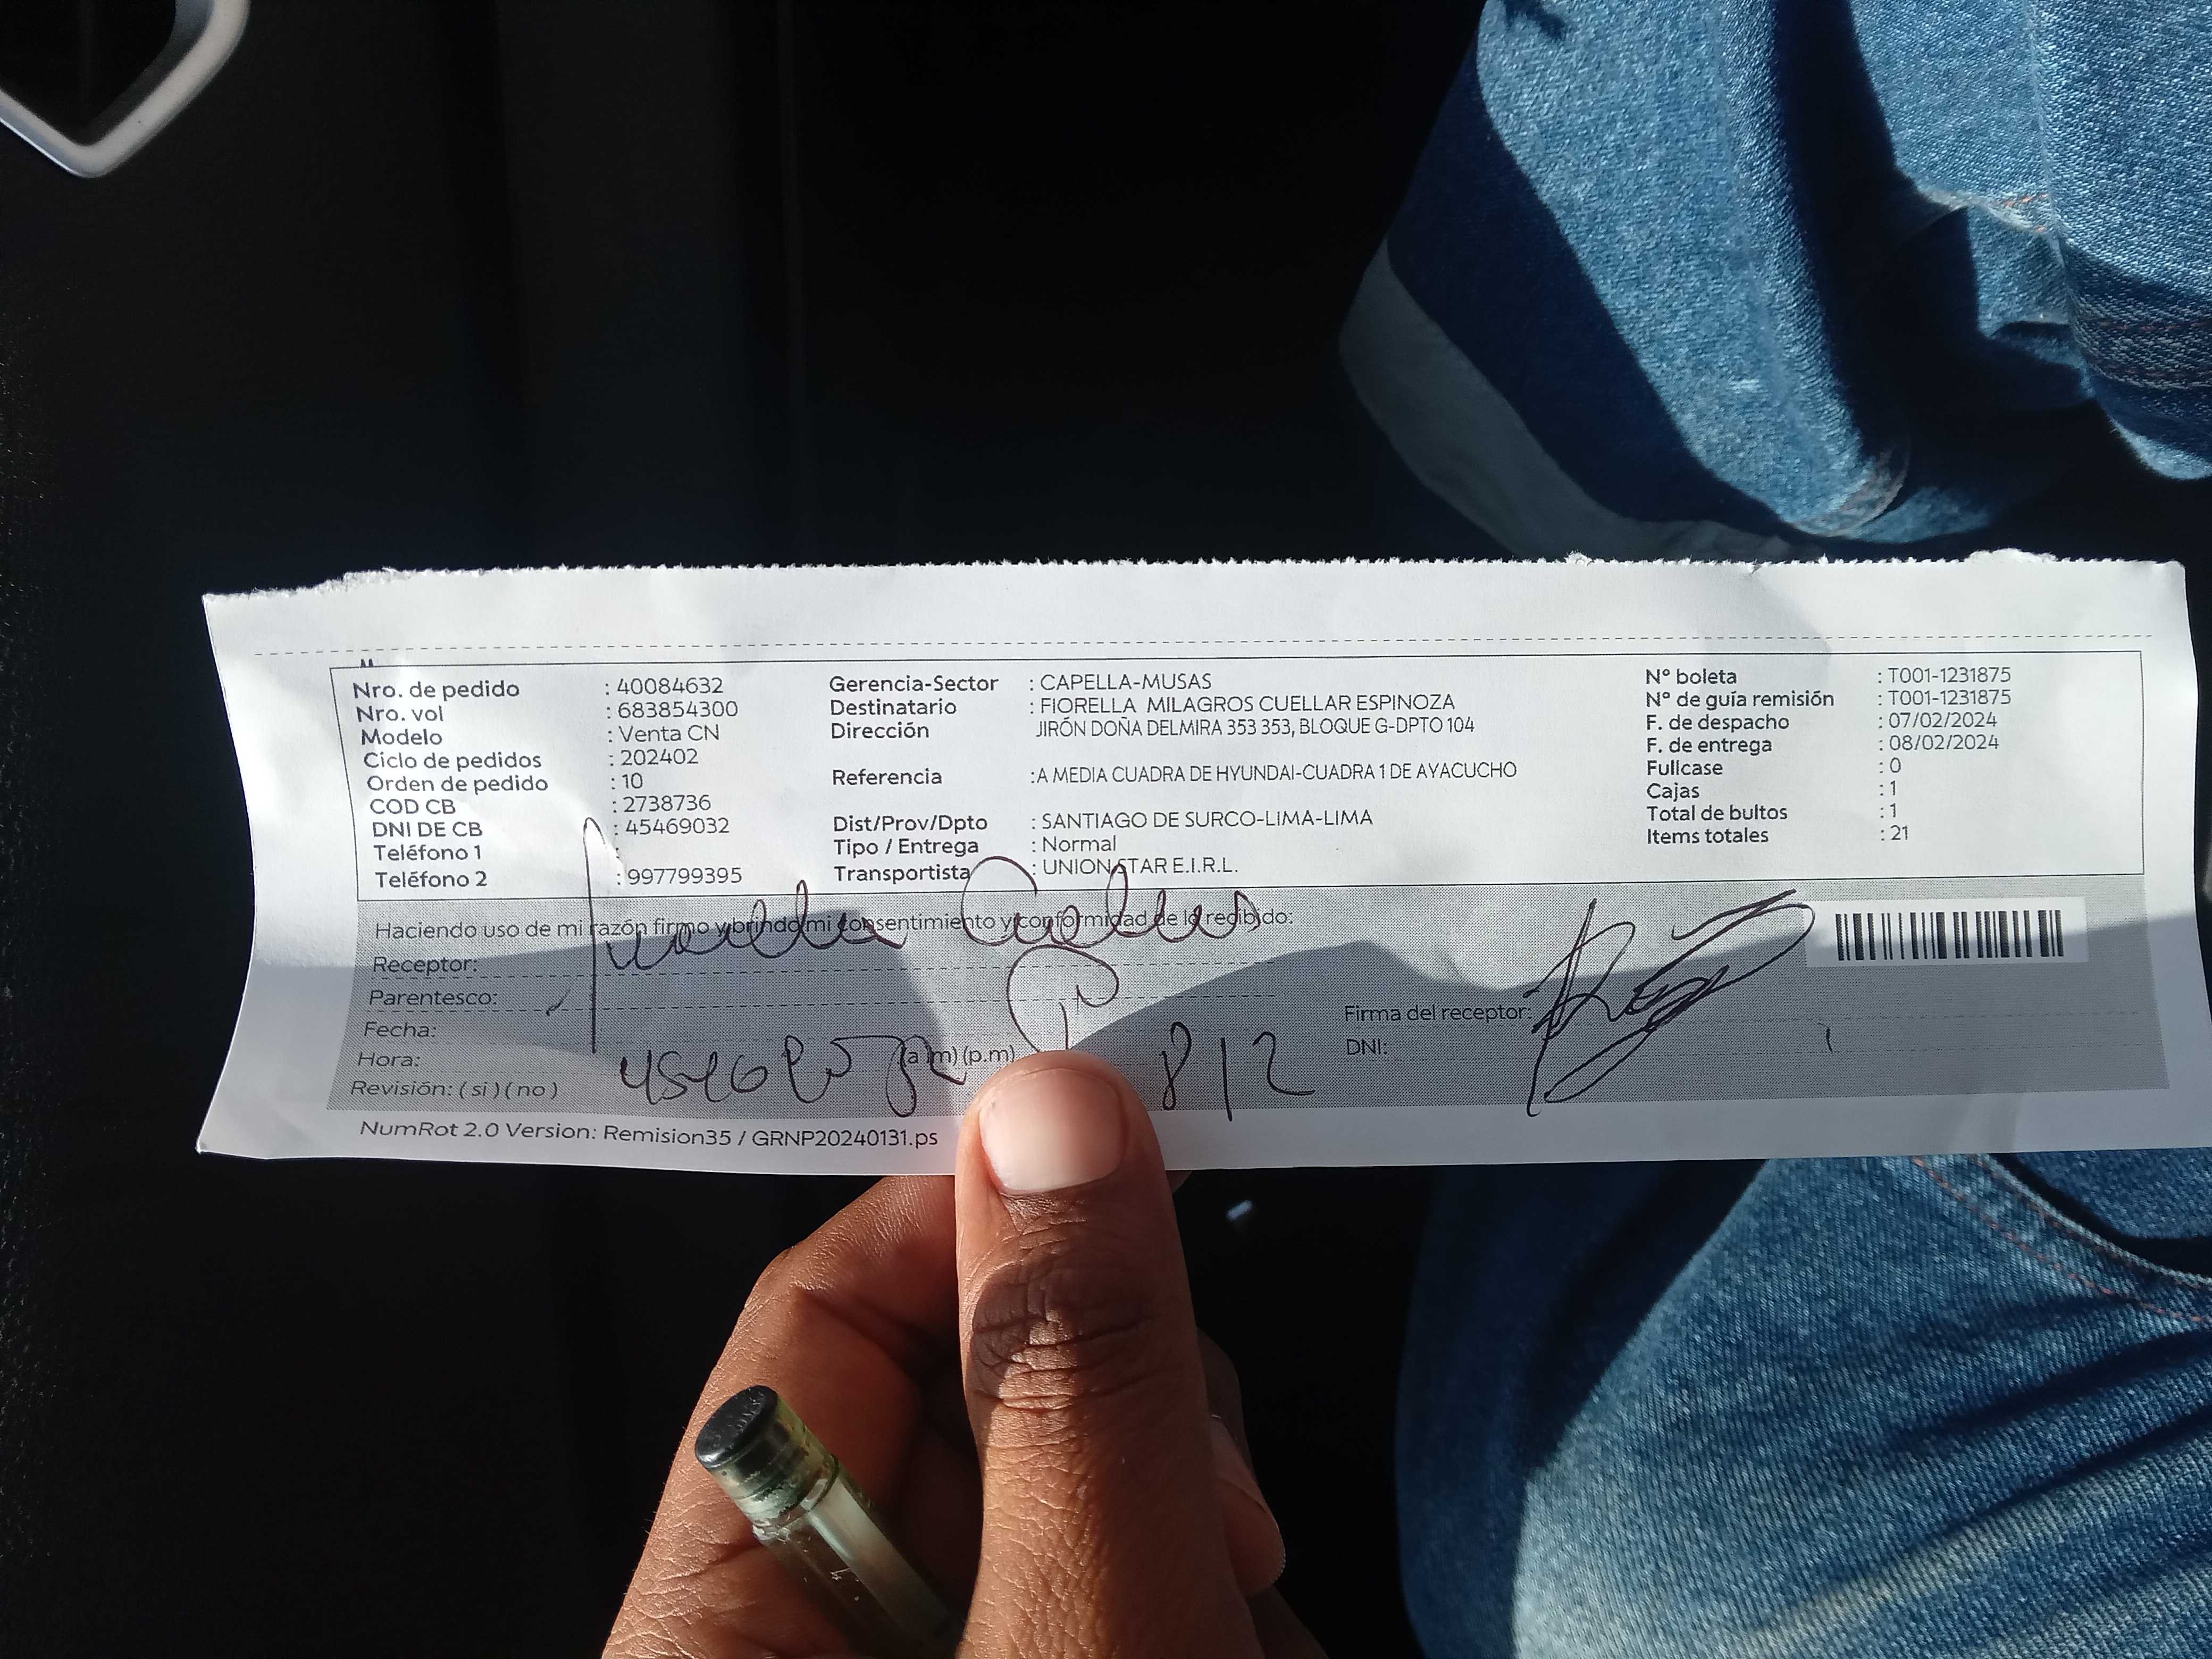 Nro. de pedido : 40084632
Nro. vol : 683854300
Modelo : Venta CN
Ciclo de pedidos : 202402
Orden de pedido : 10
COD CB : 2738736
DNI DE CB : 45469032
Teléfono 1 :
Teléfono 2 : 997799395
Gerencia-Sector : CAPELLA-MUSAS
Destinatario : FIORELLA MILAGROS CUELLAR ESPINOZA
Dirección JIRÓN DOÑA DELMIRA 353 353, BLOQUE G-DPTO 104
Referencia :A MEDIA CUADRA DE HYUNDAI-CUADRA 1 DE AYACUCHO
Dist/Prov/Dpto : SANTIAGO DE SURCO-LIMA-LIMA
Tipo / Entrega : Normal
Transportista : UNIONSTAR E.I.R.L.
Nº boleta : T001-1231875
Nº de guía remisión : T001-1231875
F. de despacho : 07/02/2024
F. de entrega : 08/02/2024
Fullcase : 0
Cajas : 1
Total de bultos : 1
Items totales : 21
Haciendo uso de mi razón firmo y brindo mi consentimiento y conformidad de lo recibido:
Receptor: Cuellar
Parentesco:
Fecha:
Hora: (a.m) (p.m)
Revisión: ( si ) ( no ) 8/2
Firma del receptor:
DNI:
NumRot 2.0 Version: Remision35 / GRNP20240131.ps